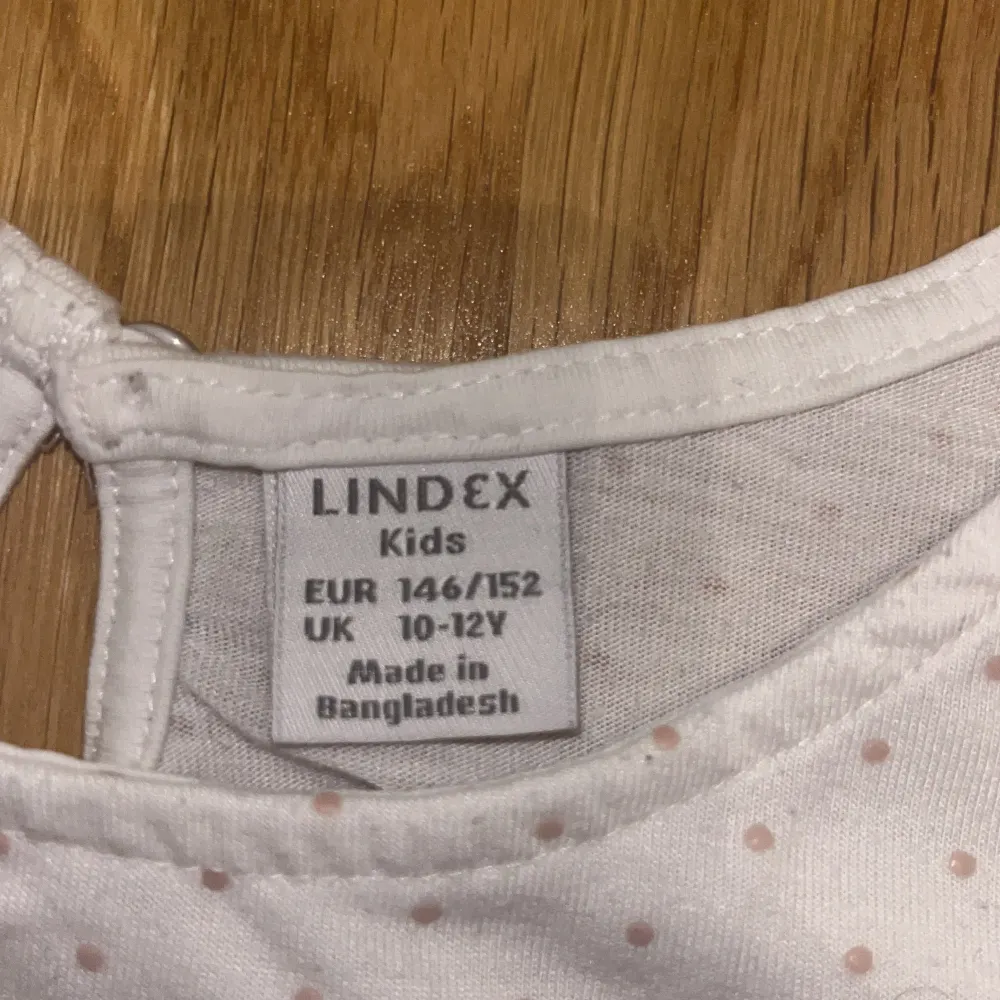 LINDEX
Kids
EUR 146/152
UK 10-12Y
Made in
Bangladesh